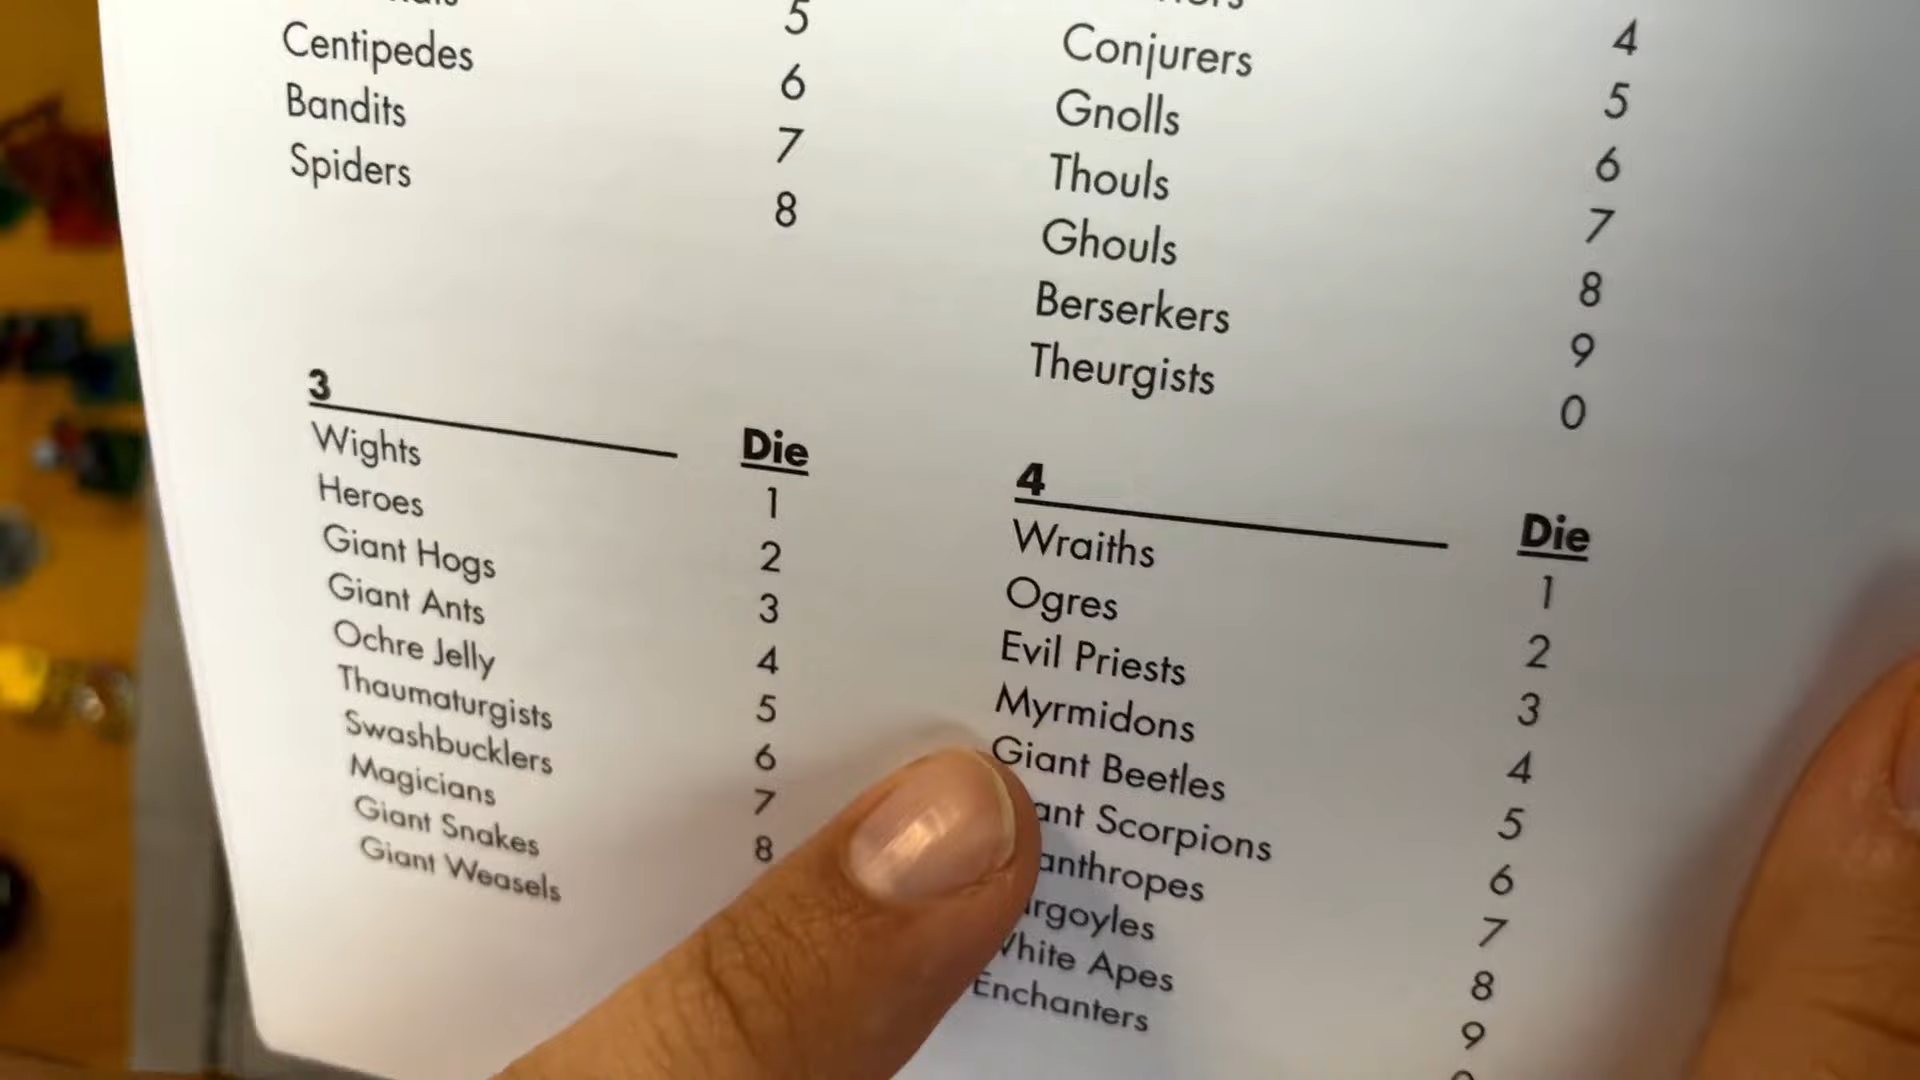 5
Centipedes 6
Bandits 7
Spiders 8
3 Die
Wights 1
Heroes 2
Giant Hogs 3
Giant Ants 4
Ochre Jelly 5
Thaumaturgists 6
Swashbucklers 7
Magicians 8
Giant Snakes
Giant Weasels
4
Conjurers 5
Gnolls 6
Thouls 7
Ghouls 8
Berserkers 9
Theurgists 0
4 Die
Wraiths 1
Ogres 2
Evil Priests 3
Myrmidons 4
Giant Beetles 5
Scorpions 6
7
8
White Apes 9
Enchanters